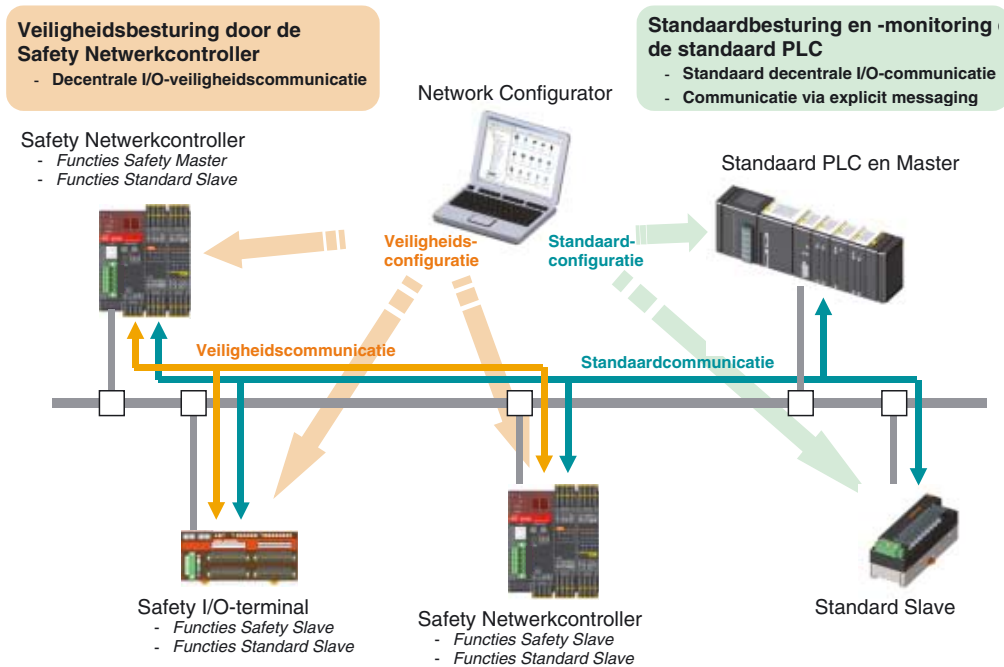 Veiligheidsbesturing door de
Safety Netwerkcontroller
- Decentrale I/O-veiligheidscommunicatie
Standaardbesturing en -monitoring
de standaard PLC
- Standaard decentrale I/O-communicatie
- Communicatie via explicit messaging
Network Configurator
Safety Netwerkcontroller
- Functies Safety Master
- Functies Standard Slave
Standaard PLC en Master
Veiligheids-
configuratie
Standaard-
configuratie
Veiligheidscommunicatie
Standaardcommunicatie
Safety I/O-terminal
- Functies Safety Slave
- Functies Standard Slave
Safety Netwerkcontroller
- Functies Safety Slave
- Functies Standard Slave
Standard Slave